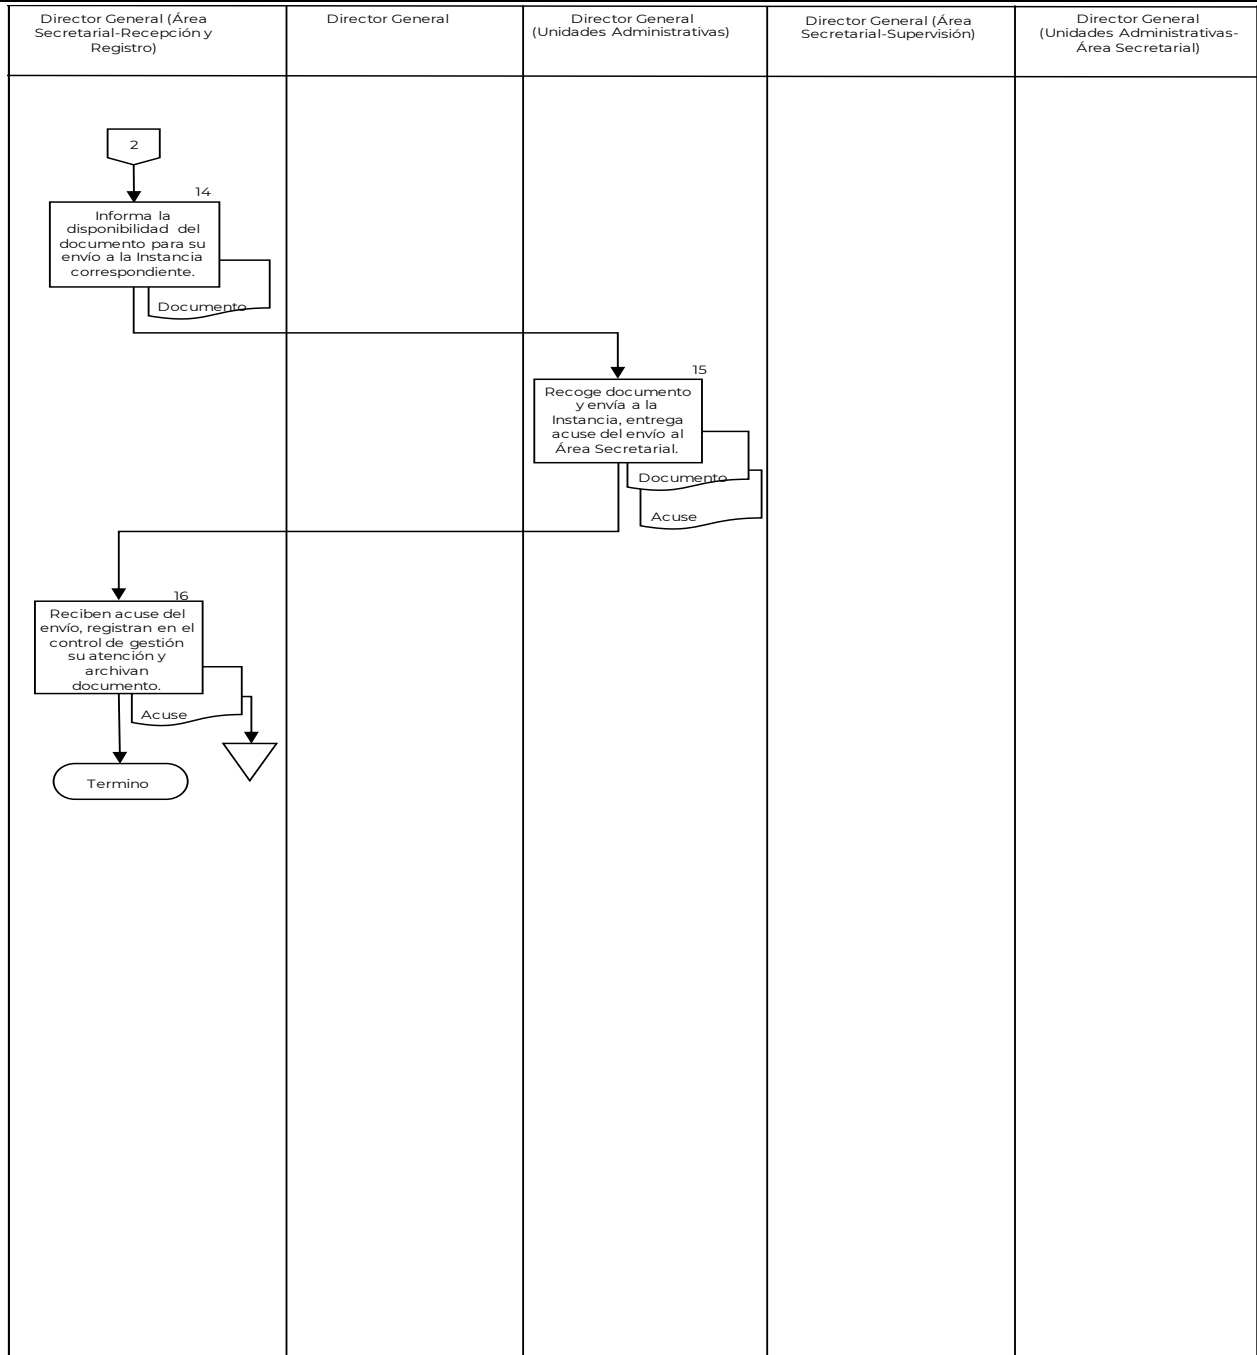 Director General (Área
Secretarial-Recepción y
Registro)
Director General
Director General
(Unidades Administrativas)
Director General (Área
Secretarial-Supervisión)
Director General
(Unidades Administrativas-
Área Secretarial)
2
14
Informa la
disponibilidad del
documento para su
envío a la Instancia
correspondiente.
Documento
15
Recoge documento
y envía a la
Instancia, entrega
acuse del envío al
Área Secretarial.
Documento
Acuse
16
Reciben acuse del
envío, registran en el
control de gestión
su atención y
archivan
documento.
Acuse
Termino